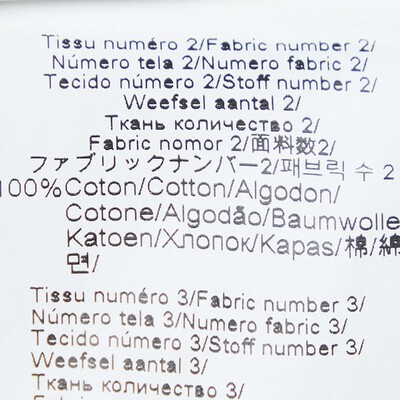 Tissu numéro 2/Fabric number 2/
Número tela 2/Numero fabric 2/
Tecido número 2/Stoff number 2/
Weefsel aantal 2/
Ткань количество 2/
Fabric nomor 2/面料数2/
ファブリックナンバー2/패브릭 수 2
100%Coton/Cotton/Algodon/
Cotone/Algodão/Baumwolle
Katoen/Хлопок/Kapas/棉/綿
면/
Tissu numéro 3/Fabric number 3/
Número tela 3/Numero fabric 3/
Tecido número 3/Stoff number 3/
Weefsel aantal 3/
Ткань количество 3/